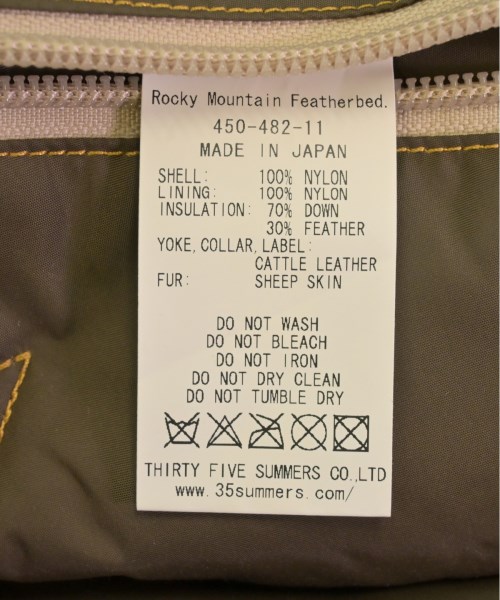 Rocky Mountain Featherbed.
450-482-11
MADE IN JAPAN
SHELL: 100% NYLON
LINING: 100% NYLON
INSULATION: 70% DOWN
30% FEATHER
YOKE, COLLAR, LABEL:
CATTLE LEATHER
FUR: SHEEP SKIN
DO NOT WASH
DO NOT BLEACH
DO NOT IRON
DO NOT DRY CLEAN
DO NOT TUMBLE DRY
THIRTY FIVE SUMMERS CO.,LTD
www.35summers.com/